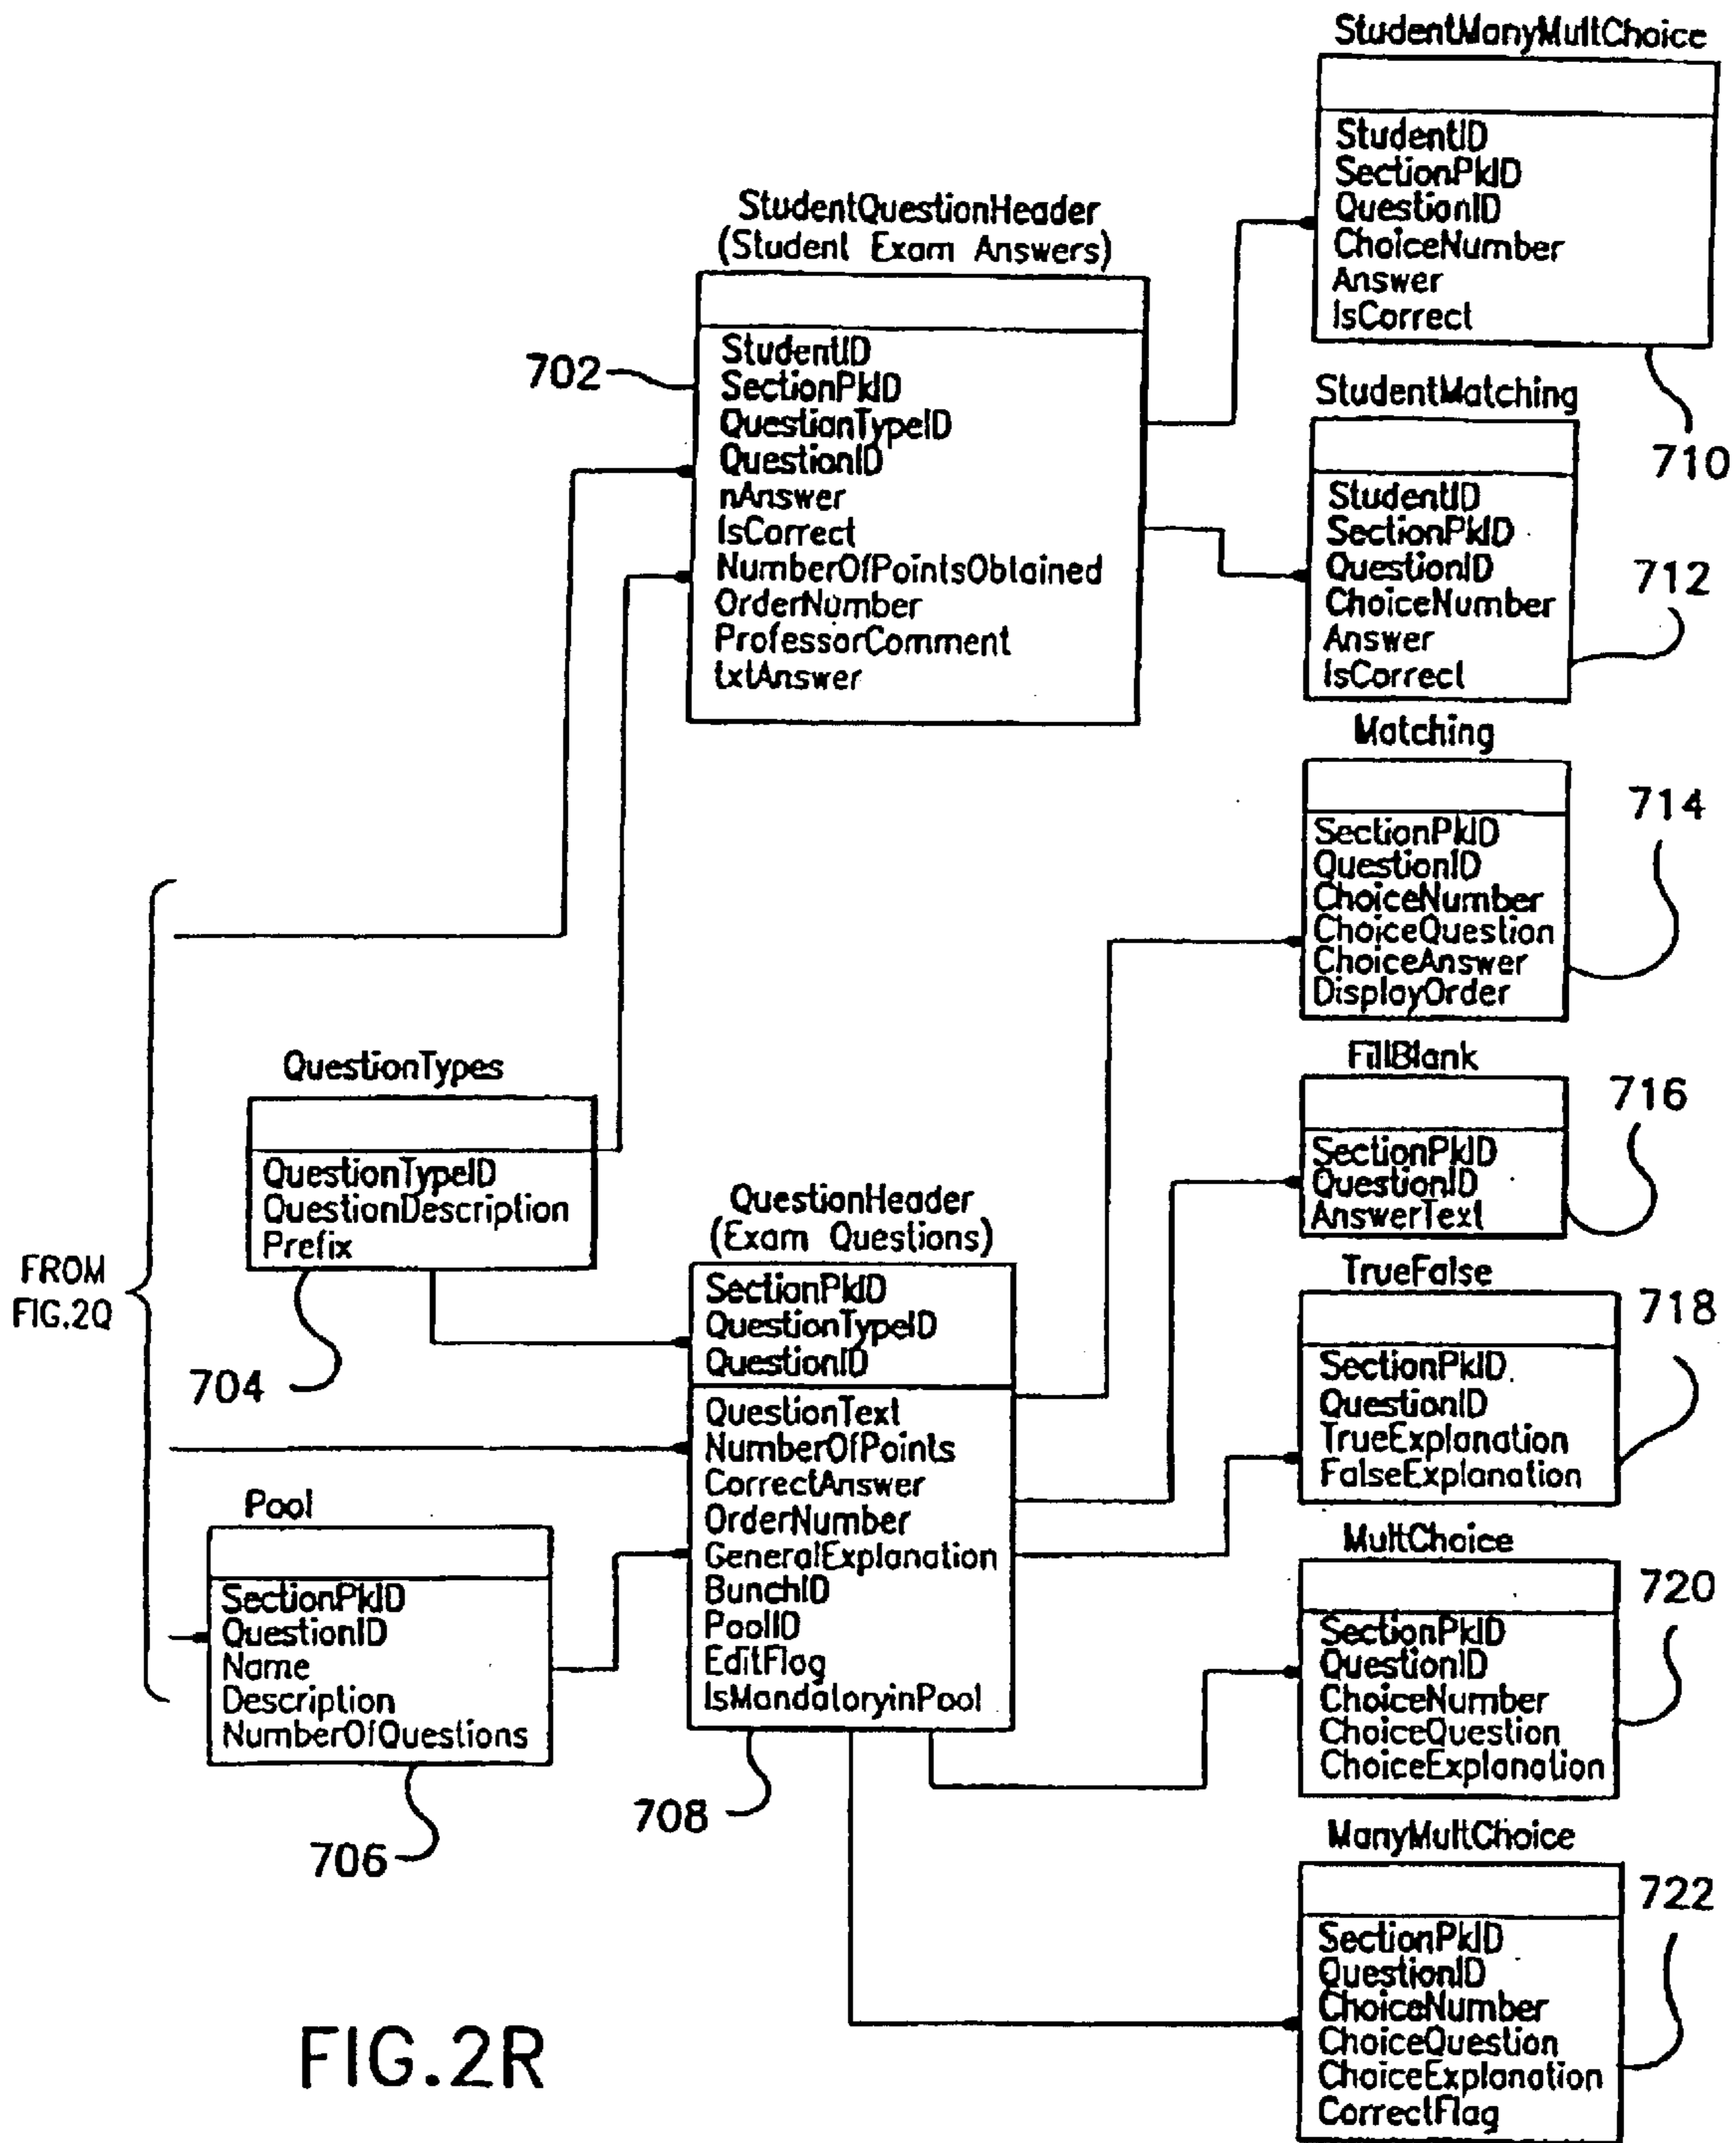 StudentManyMultChoice
StudentID
SectionPkID
QuestionID
ChoiceNumber
Answer
IsCorrect
710
StudentQuestionHeader
(Student Exam Answers)
702
StudentID
SectionPkID
QuestionTypeID
QuestionID
nAnswer
IsCorrect
NumberOfPointsObtained
OrderNumber
ProfessorComment
txtAnswer
StudentMatching
StudentID
SectionPkID
QuestionID
ChoiceNumber
Answer
IsCorrect
712
Matching
SectionPkID
QuestionID
ChoiceNumber
ChoiceQuestion
ChoiceAnswer
DisplayOrder
714
FillBlank
SectionPkID
QuestionID
AnswerText
716
FROM
FIG.2Q
QuestionTypes
QuestionTypeID
QuestionDescription
Prefix
704
QuestionHeader
(Exam Questions)
SectionPkID
QuestionTypeID
QuestionID
QuestionText
NumberOfPoints
CorrectAnswer
OrderNumber
GeneralExplanation
BunchID
PoolID
EditFlag
IsMandatoryinPool
708
TrueFalse
SectionPkID
QuestionID
TrueExplanation
FalseExplanation
718
Pool
SectionPkID
QuestionID
Name
Description
NumberOfQuestions
706
MultChoice
SectionPkID
QuestionID
ChoiceNumber
ChoiceQuestion
ChoiceExplanation
720
ManyMultChoice
SectionPkID
QuestionID
ChoiceNumber
ChoiceQuestion
ChoiceExplanation
CorrectFlag
722
FIG.2R